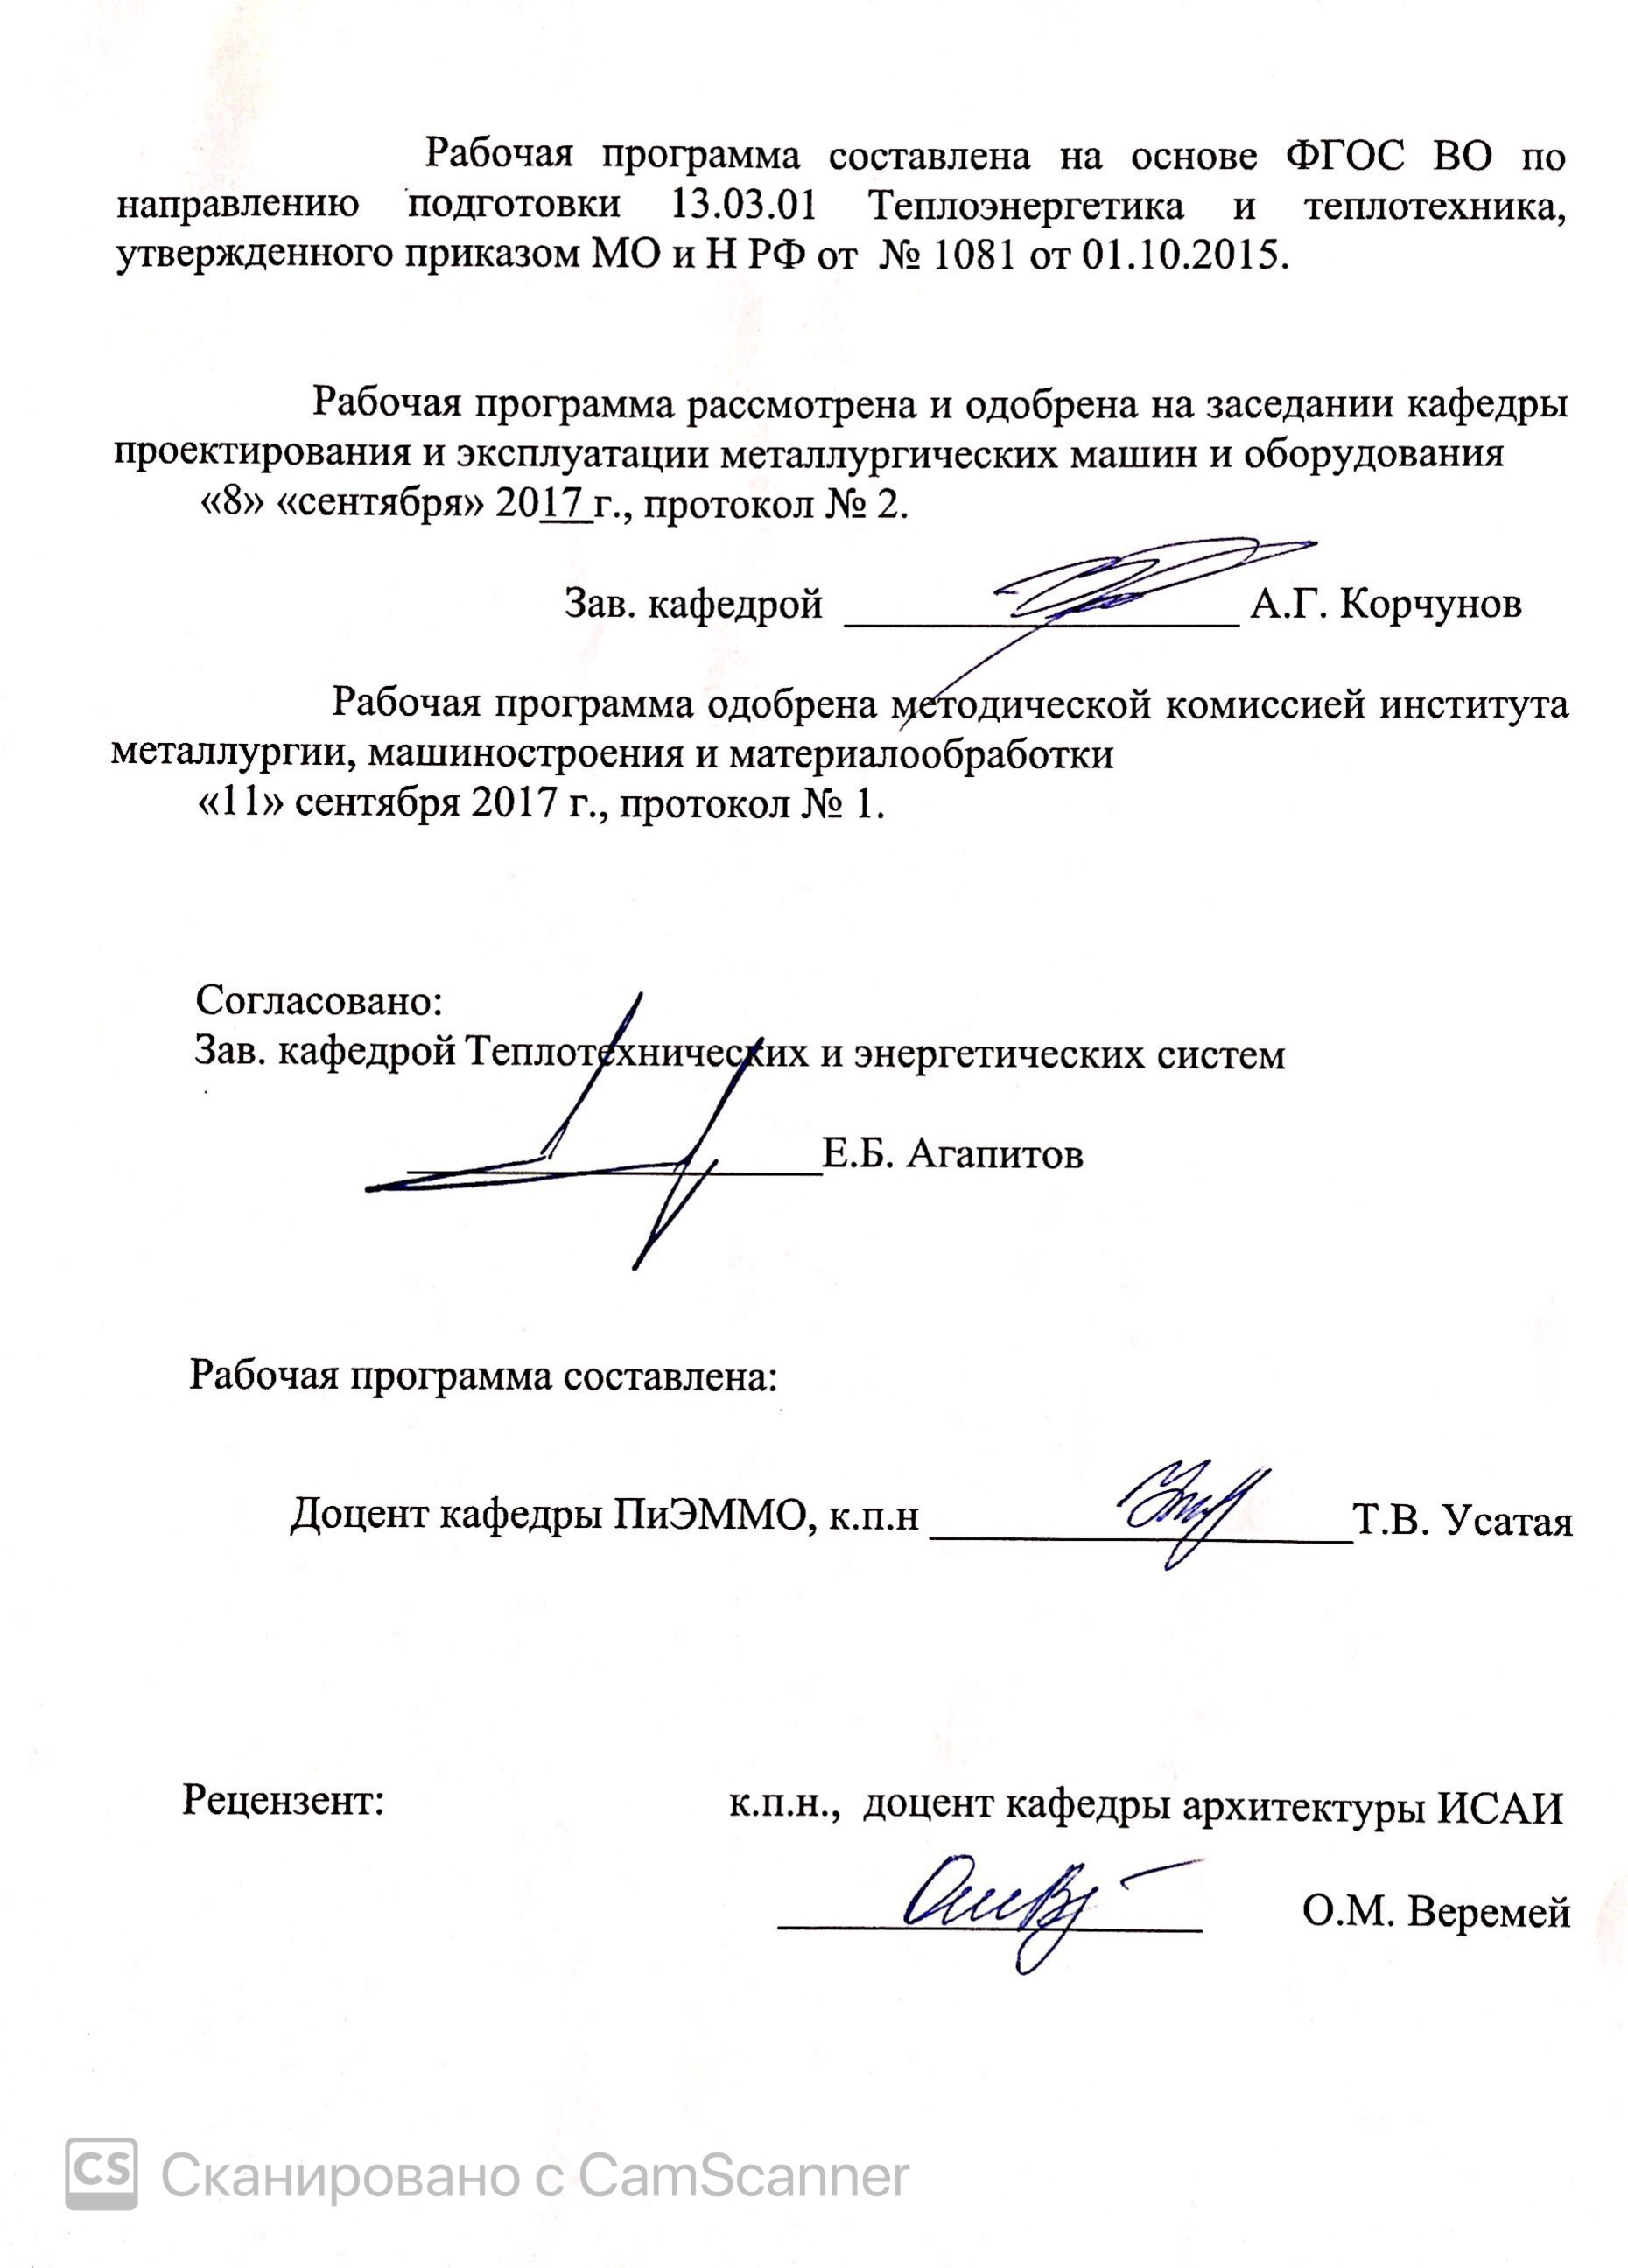 Рабочая программа составлена на основе ФГОС ВО по
направлению подготовки 13.03.01 Теплоэнергетика и теплотехника,
утвержденного приказом МО и Н РФ от № 1081 от 01.10.2015.
Рабочая программа рассмотрена и одобрена на заседании кафедры
проектирования и эксплуатации металлургических машин и оборудования
«8» «сентября» 2017 г., протокол № 2.
Зав. кафедрой А.Г. Корчунов
Рабочая программа одобрена методической комиссией института
металлургии, машиностроения и материалообработки
«11» сентября 2017 г., протокол № 1.
Согласовано:
Зав. кафедрой Теплотехнических и энергетических систем
Е.Б. Агапитов
Рабочая программа составлена:
Доцент кафедры ПиЭММО, к.п.н Т.В. Усатая
Рецензент: к.п.н., доцент кафедры архитектуры ИСАИ
О.М. Веремей
CS Сканировано с CamScanner